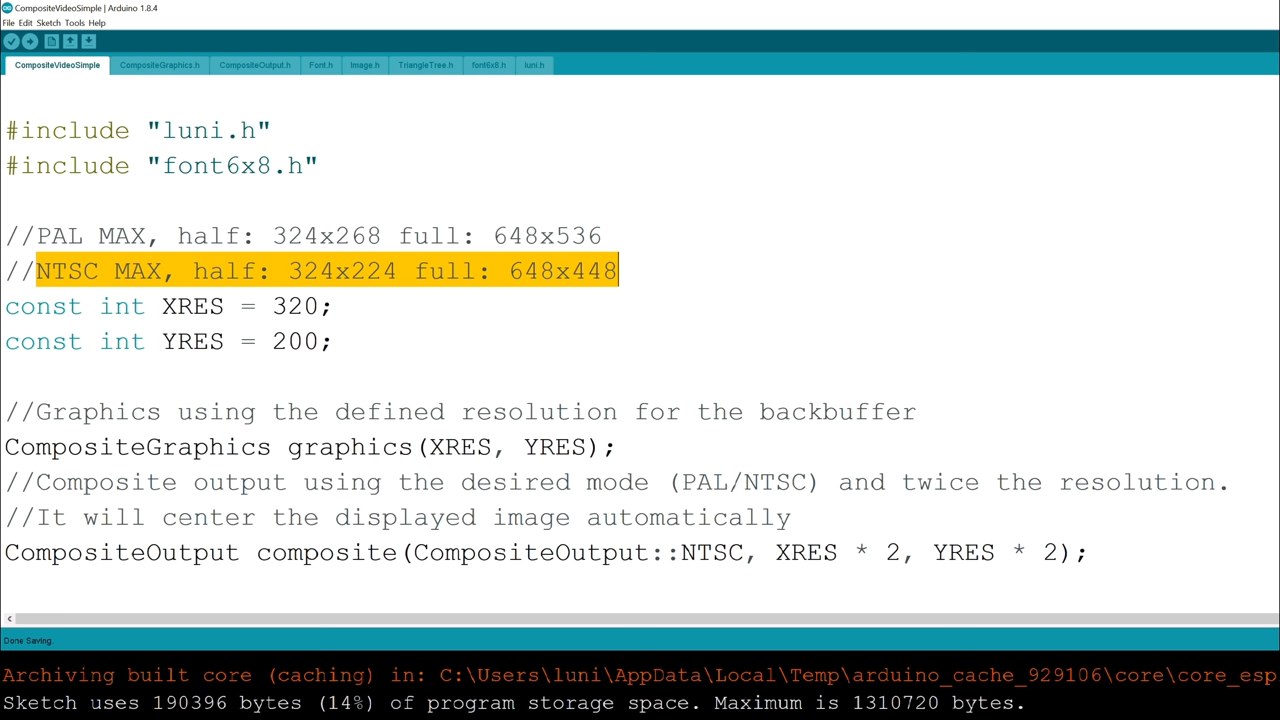 CompositeVideoSimple | Arduino 1.8.4
File Edit Sketch Tools Help
CompositeVideoSimple CompositeGraphics.h CompositeOutput.h Font.h Image.h TriangleTree.h font6x8.h luni.h
#include "luni.h"
#include "font6x8.h"
//PAL MAX, half: 324x268 full: 648x536
//NTSC MAX, half: 324x224 full: 648x448
const int XRES = 320;
const int YRES = 200;
//Graphics using the defined resolution for the backbuffer
CompositeGraphics graphics(XRES, YRES);
//Composite output using the desired mode (PAL/NTSC) and twice the resolution.
//It will center the displayed image automatically
CompositeOutput composite(CompositeOutput::NTSC, XRES * 2, YRES * 2);
Done Saving.
Archiving built core (caching) in: C:\Users\luni\AppData\Local\Temp\arduino_cache_929106\core\core_esp
Sketch uses 190396 bytes (14%) of program storage space. Maximum is 1310720 bytes.